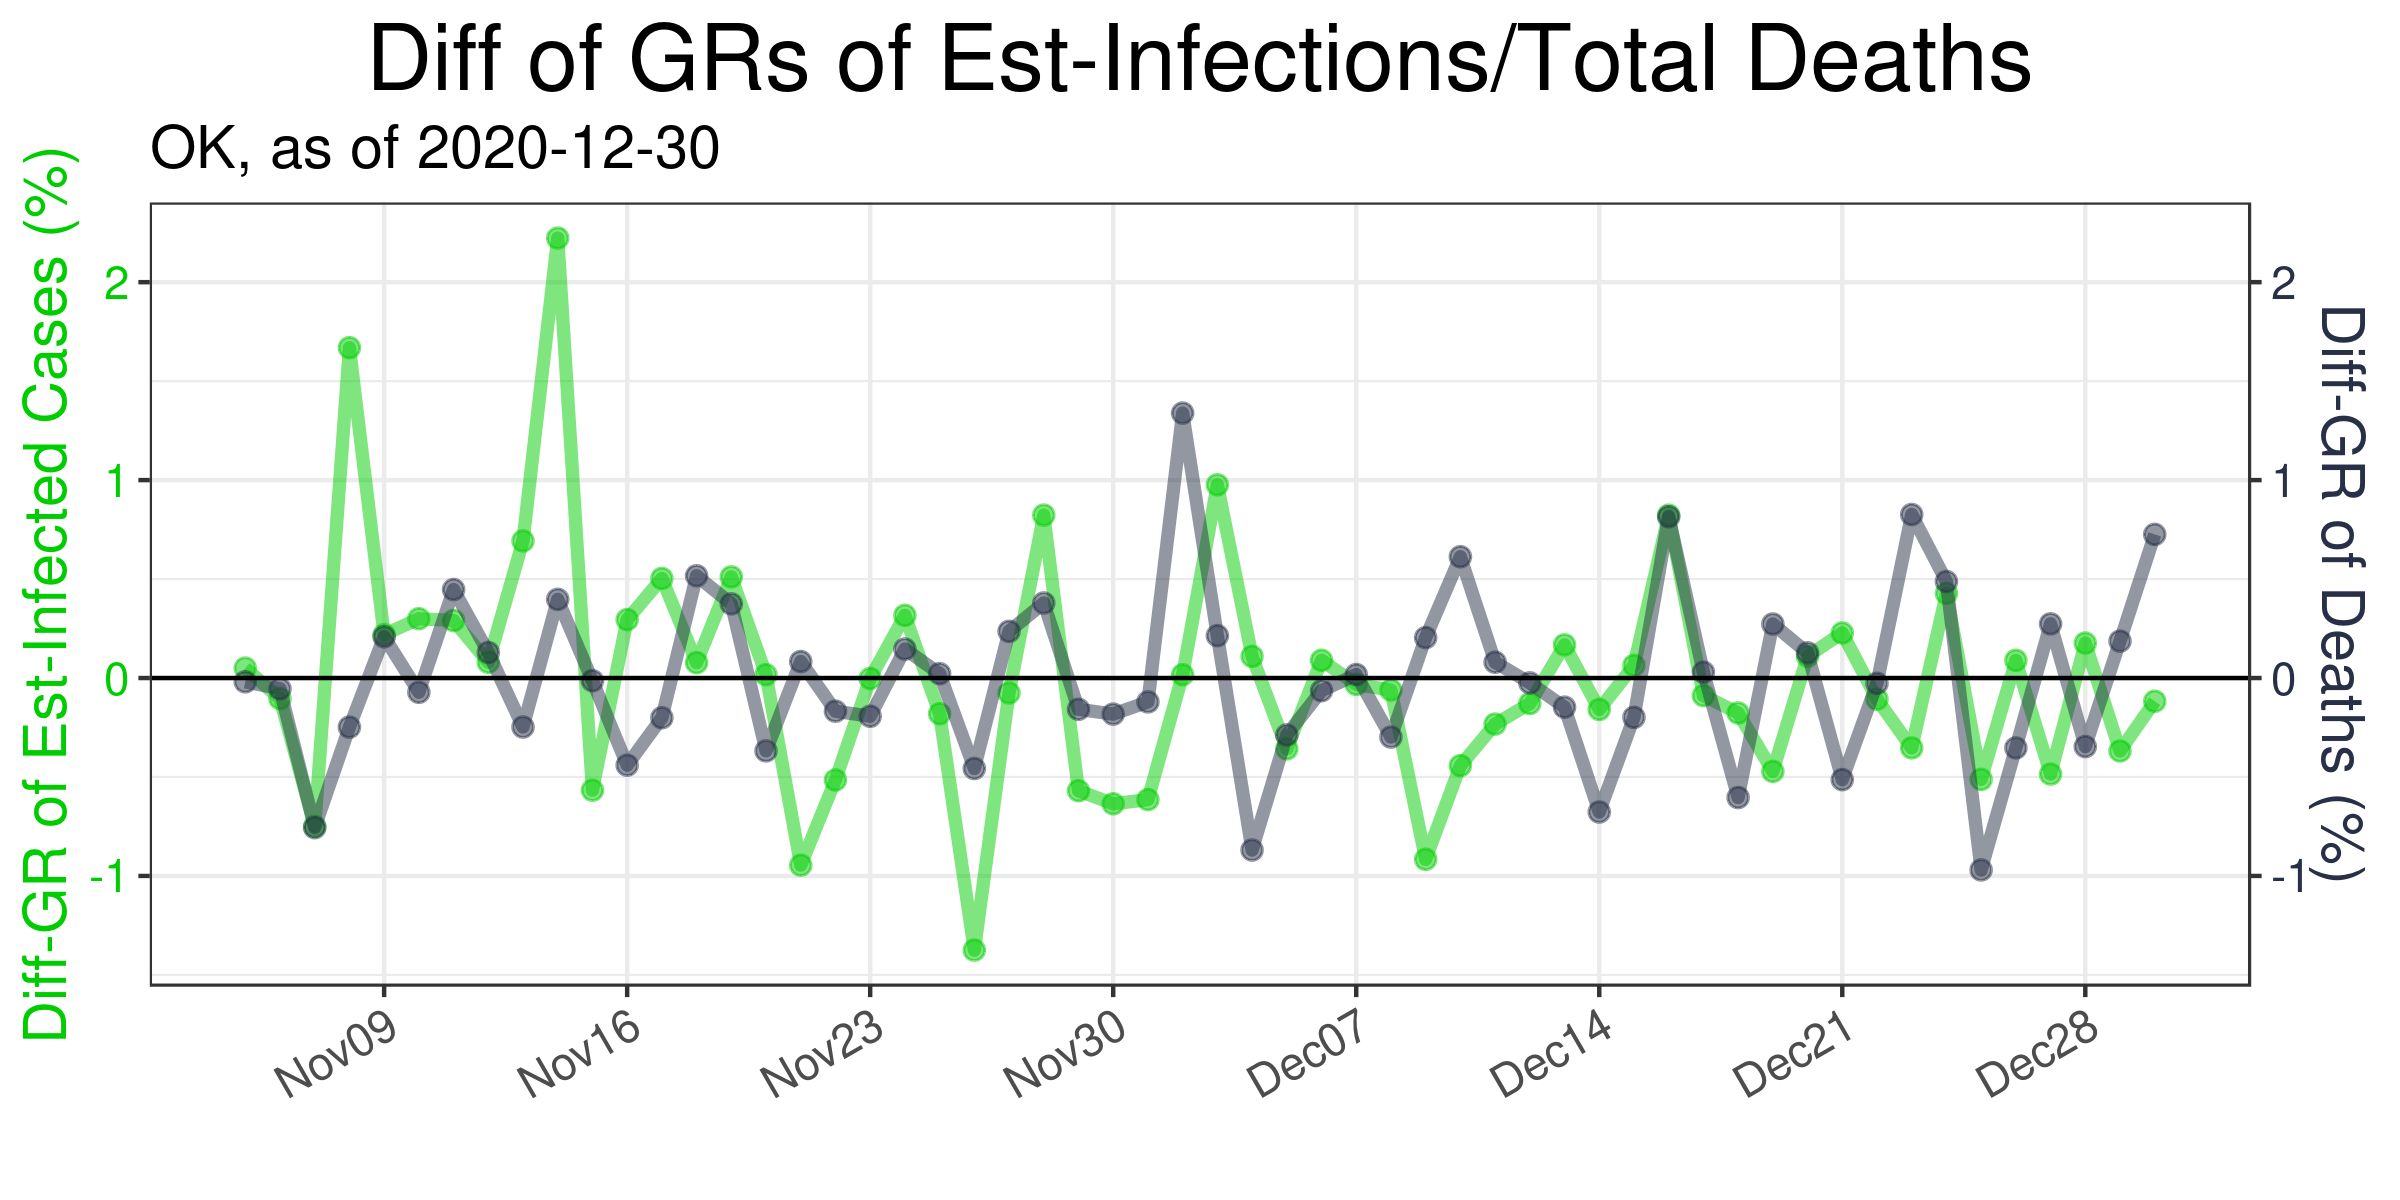 Diff of GRs of Est-Infections/Total Deaths
OK, as of 2020-12-30
Diff-GR of Est-Infected Cases (%)
2
1
0
-1
2
1
0
-1
Diff-GR of Deaths (%)
Nov09
Nov16
Nov23
Nov30
Dec07
Dec14
Dec21
Dec28